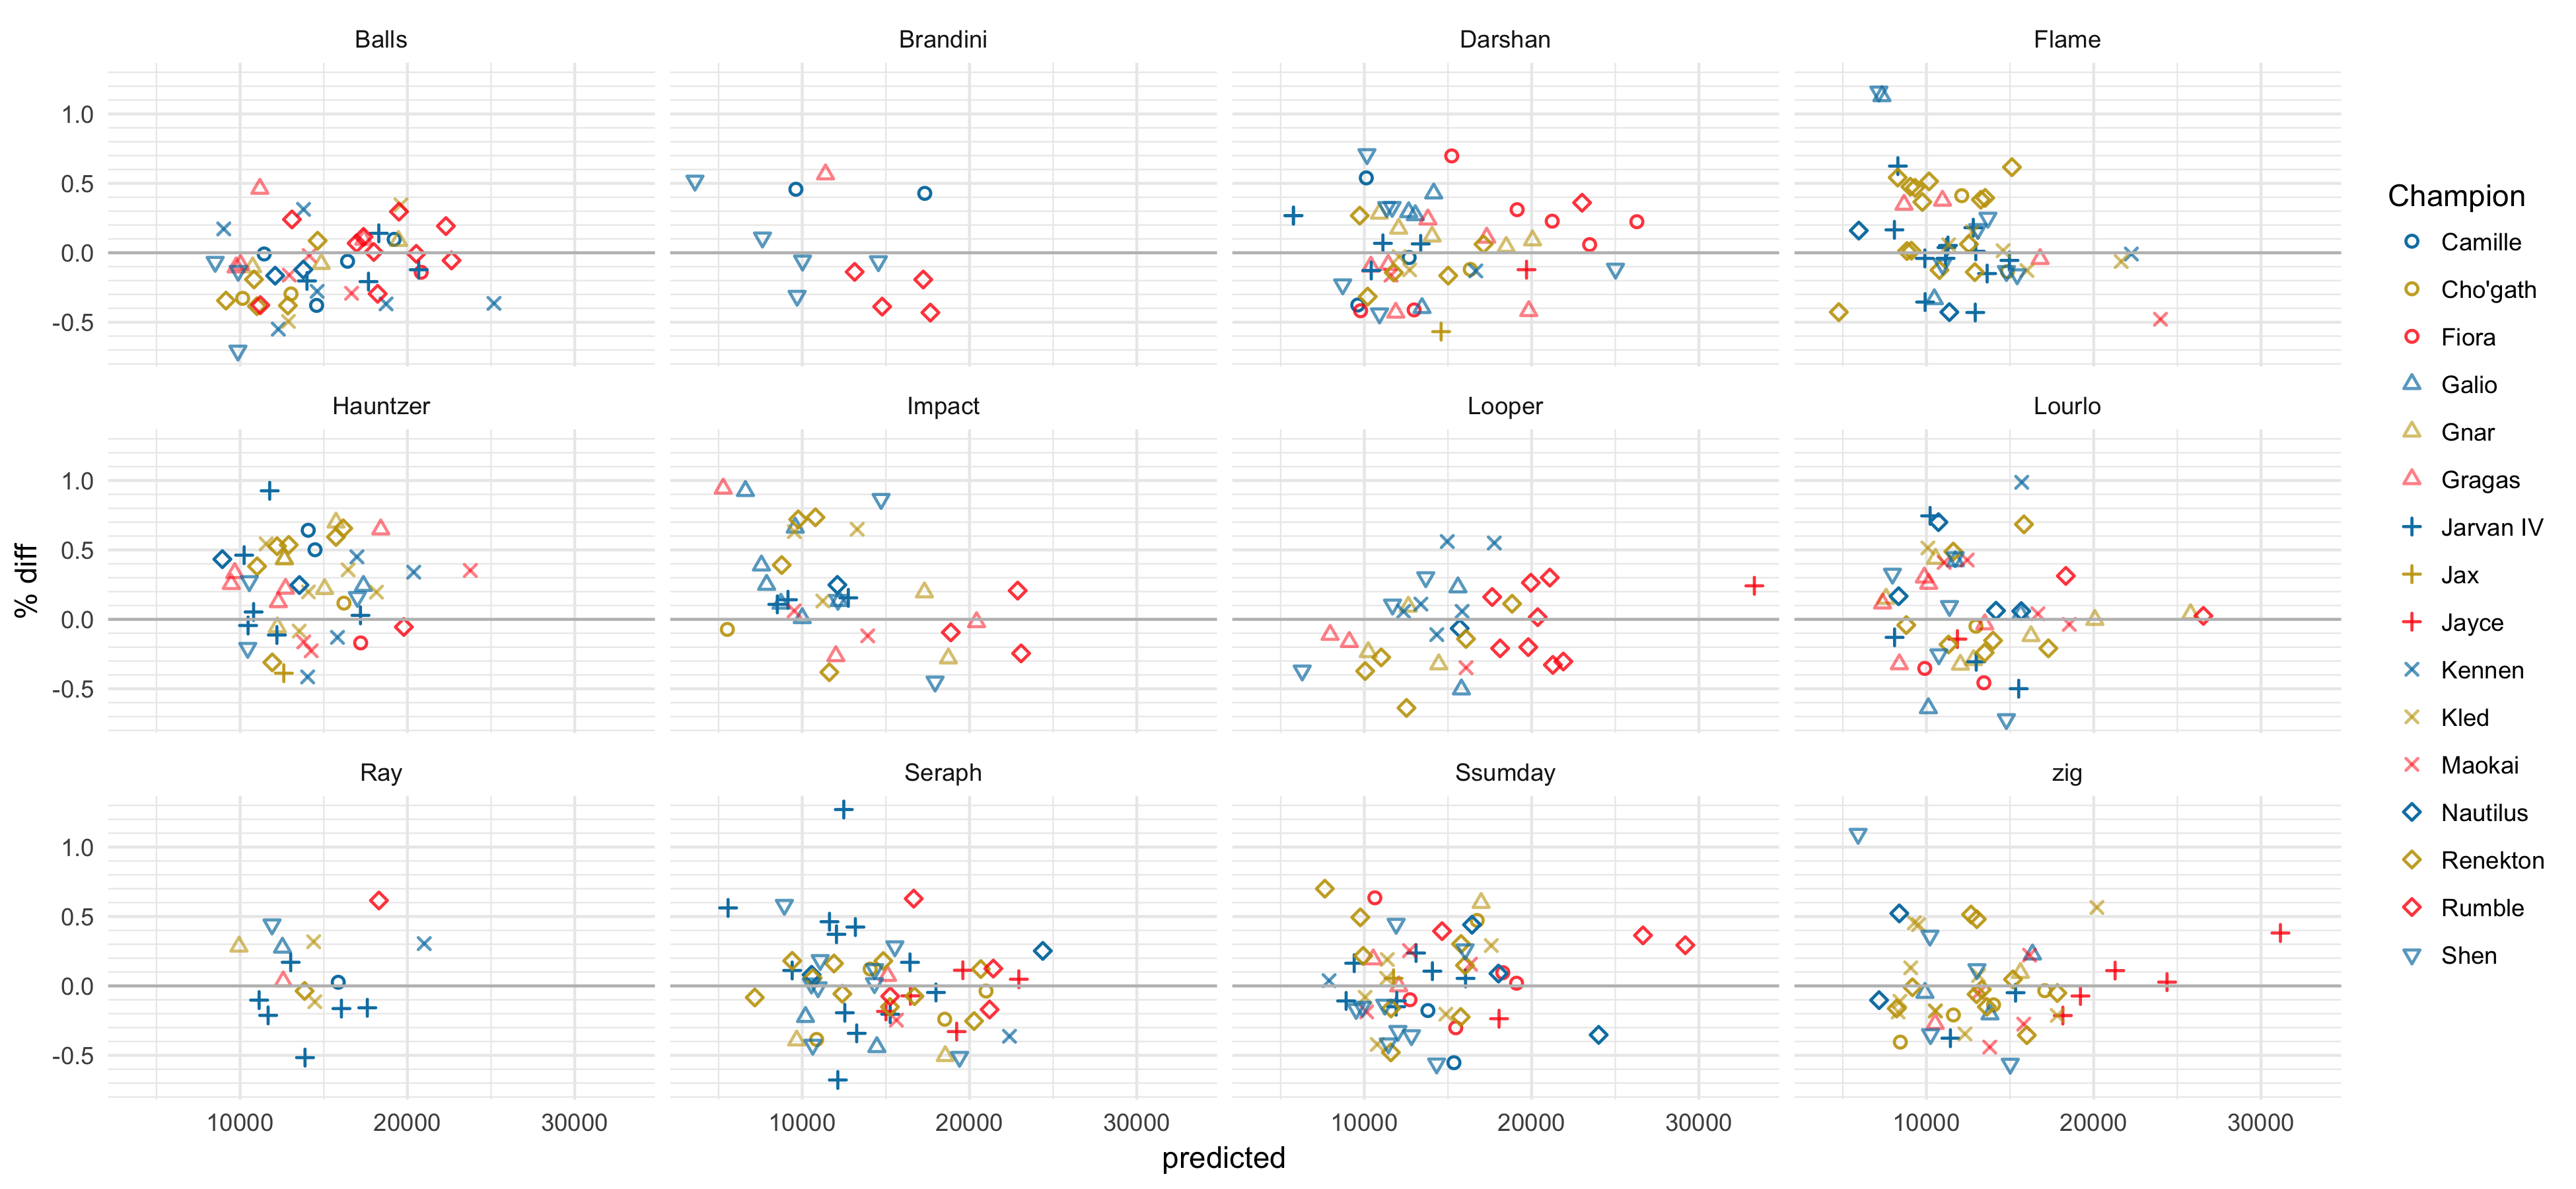 Balls
Brandini
Darshan
Flame
1.0
0.5
0.0
-0.5
Hauntzer
Impact
Looper
Lourlo
1.0
0.5
0.0
-0.5
Ray
Seraph
Ssumday
zig
1.0
0.5
0.0
-0.5
10000 20000 30000
10000 20000 30000
10000 20000 30000
10000 20000 30000
predicted
% diff
Champion
Camille
Cho'gath
Fiora
Galio
Gnar
Gragas
Jarvan IV
Jax
Jayce
Kennen
Kled
Maokai
Nautilus
Renekton
Rumble
Shen